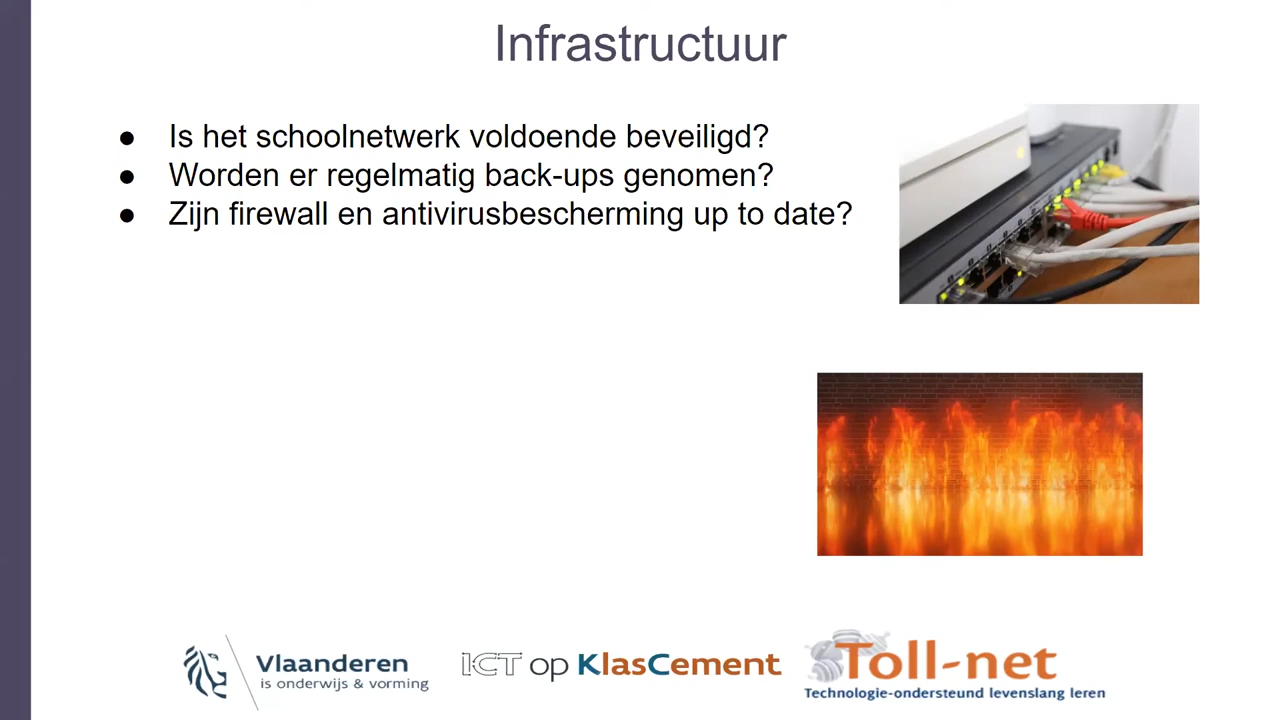 Infrastructuur
● Is het schoolnetwerk voldoende beveiligd?
● Worden er regelmatig back-ups genomen?
● Zijn firewall en antivirusbescherming up to date?
Vlaanderen
is onderwijs & vorming
ICT op KlasCement
Toll-net
Technologie-ondersteund levenslang leren